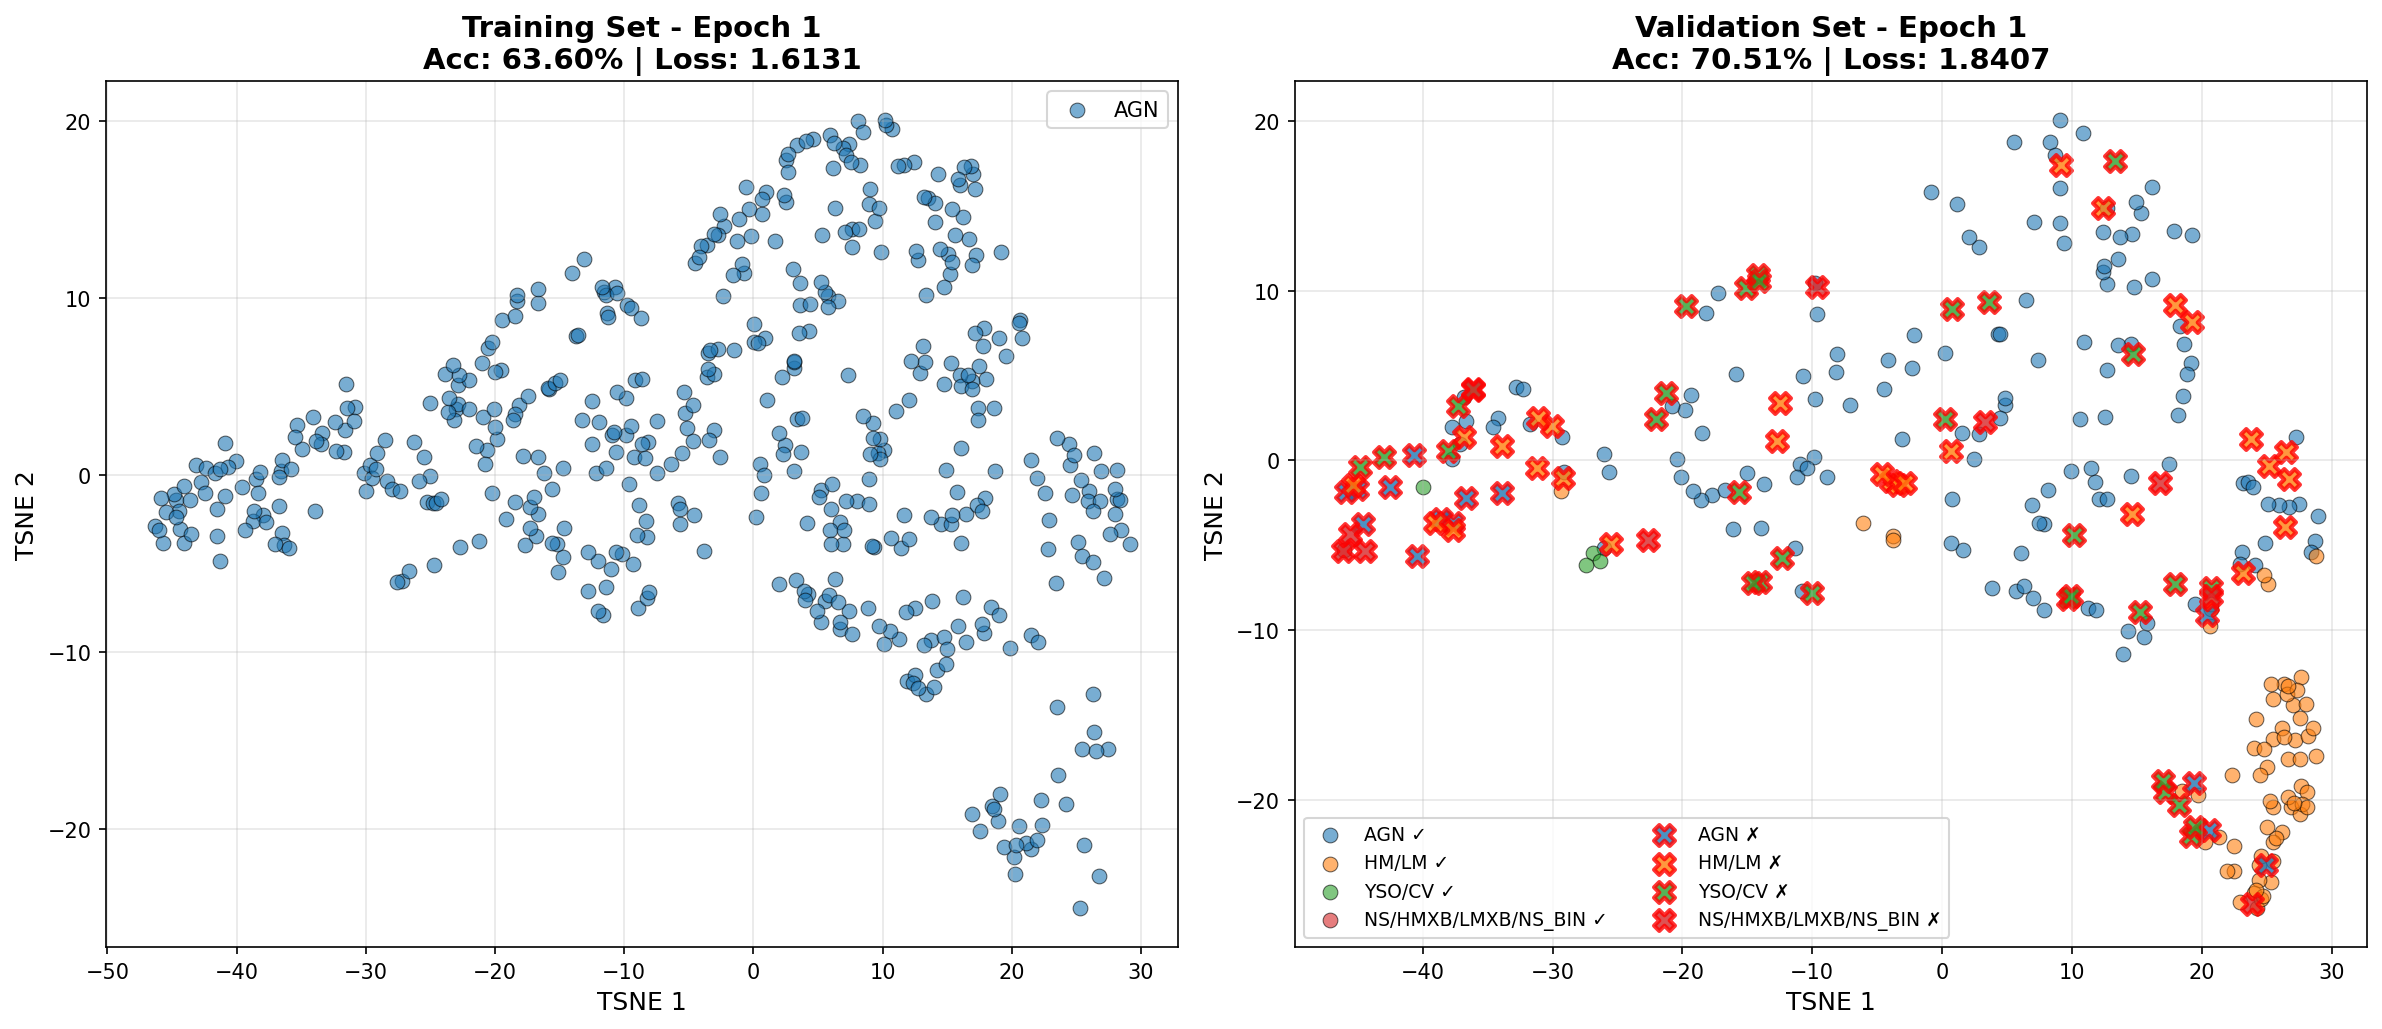 Training Set - Epoch 1
Acc: 63.60% | Loss: 1.6131
AGN
20
10
0
−10
−20
TSNE 2
−50
−40
−30
−20
−10
0
10
20
30
TSNE 1
Validation Set - Epoch 1
Acc: 70.51% | Loss: 1.8407
20
10
0
−10
−20
TSNE 2
AGN ✓
HM/LM ✓
YSO/CV ✓
NS/HMXB/LMXB/NS_BIN ✓
AGN ✗
HM/LM ✗
YSO/CV ✗
NS/HMXB/LMXB/NS_BIN ✗
−40
−30
−20
−10
0
10
20
30
TSNE 1